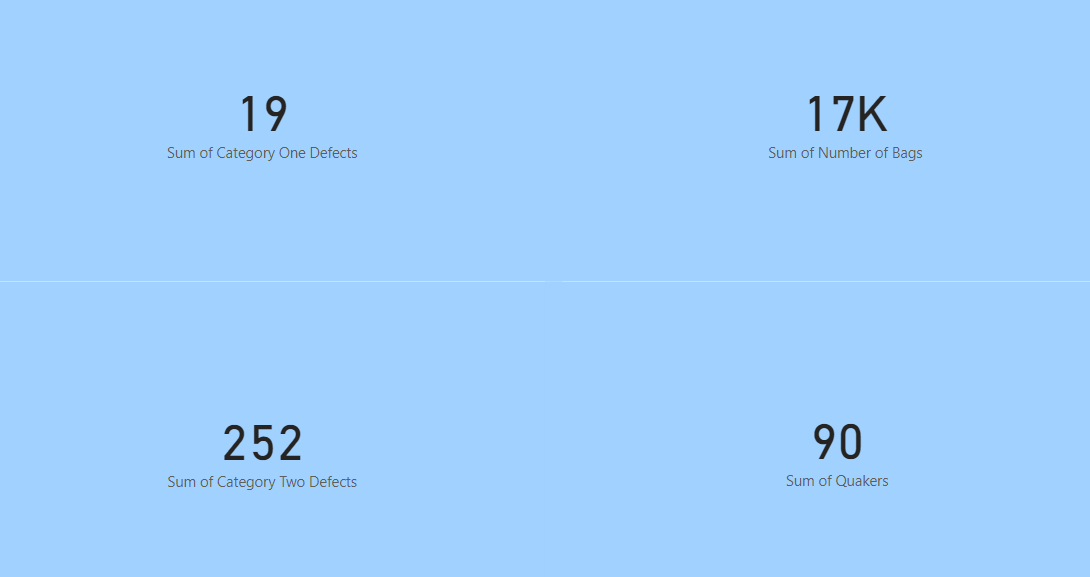 19
Sum of Category One Defects
17K
Sum of Number of Bags
252
Sum of Category Two Defects
90
Sum of Quakers